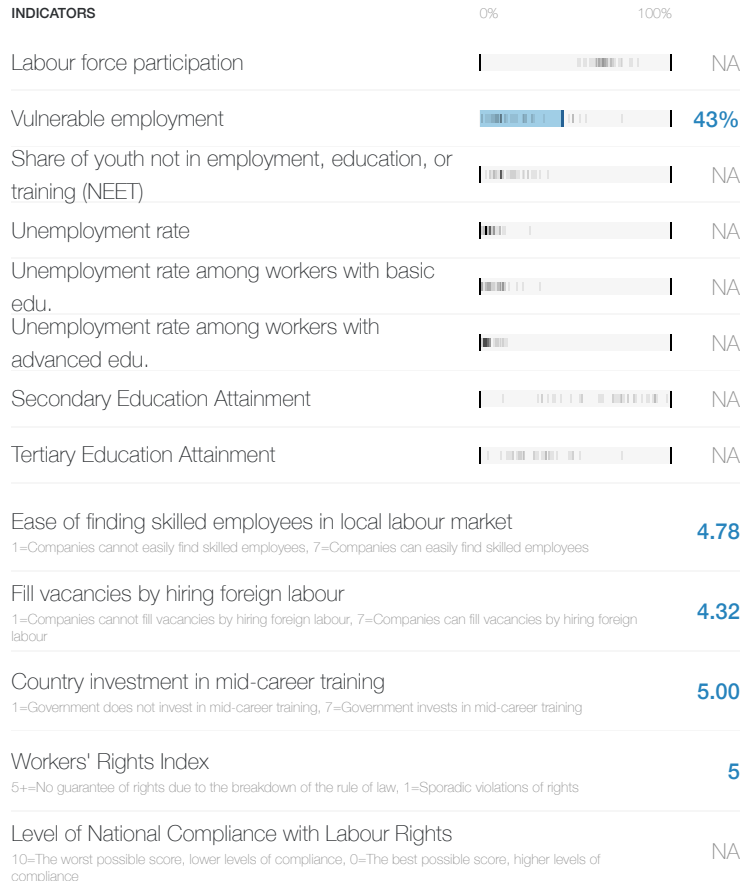 INDICATORS 0% 100%
Labour force participation NA
Vulnerable employment 43%
Share of youth not in employment, education, or
training (NEET) NA
Unemployment rate NA
Unemployment rate among workers with basic
edu. NA
Unemployment rate among workers with
advanced edu. NA
Secondary Education Attainment NA
Tertiary Education Attainment NA
Ease of finding skilled employees in local labour market 4.78
1=Companies cannot easily find skilled employees, 7=Companies can easily find skilled employees
Fill vacancies by hiring foreign labour 4.32
1=Companies cannot fill vacancies by hiring foreign labour, 7=Companies can fill vacancies by hiring foreign
labour
Country investment in mid-career training 5.00
1=Government does not invest in mid-career training, 7=Government invests in mid-career training
Workers' Rights Index 5
5+=No guarantee of rights due to the breakdown of the rule of law, 1=Sporadic violations of rights
Level of National Compliance with Labour Rights NA
10=The worst possible score, lower levels of compliance, 0=The best possible score, higher levels of
compliance